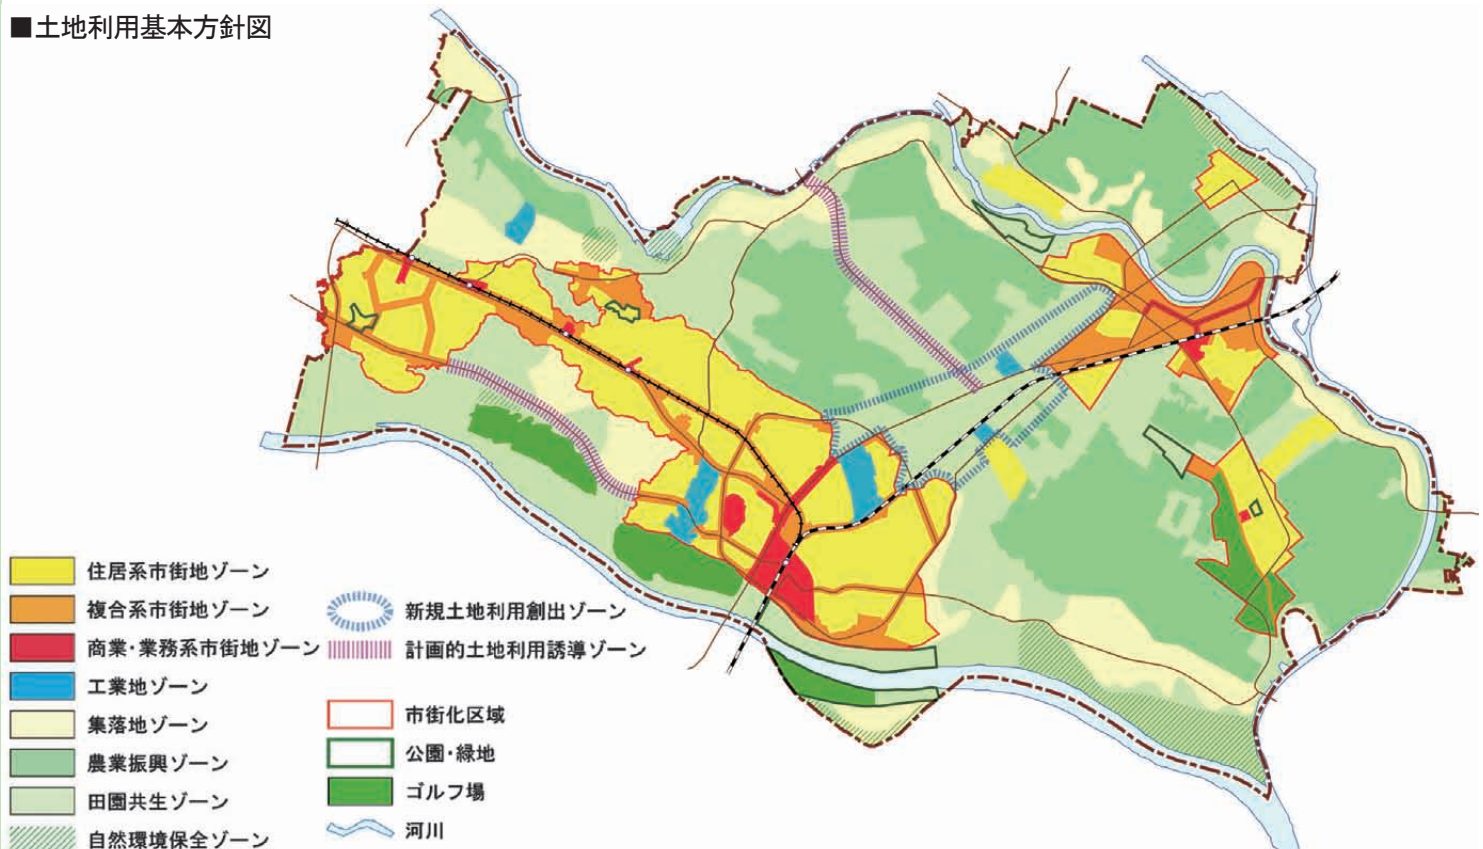 ■土地利用基本方針図
住居系市街地ゾーン
複合系市街地ゾーン
商業・業務系市街地ゾーン
工業地ゾーン
集落地ゾーン
農業振興ゾーン
田園共生ゾーン
自然環境保全ゾーン
新規土地利用創出ゾーン
計画的土地利用誘導ゾーン
市街化区域
公園・緑地
ゴルフ場
河川